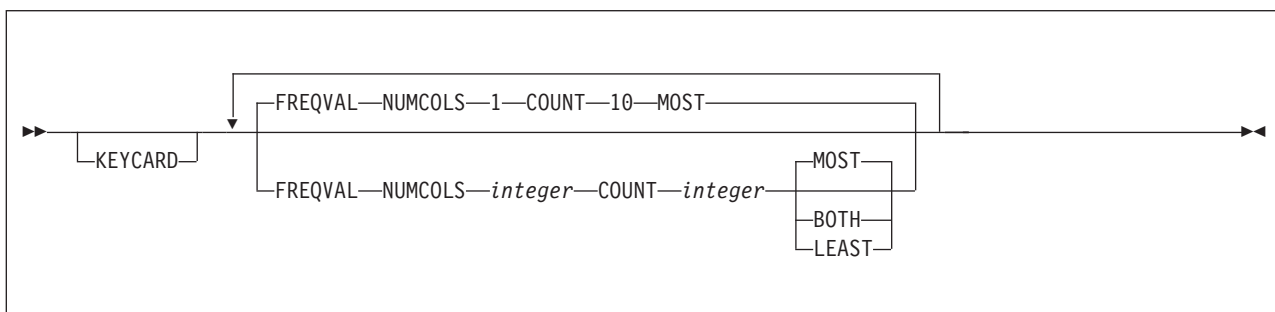 FREQVAL NUMCOLS 1 COUNT 10 MOST
KEYCARD
MOST
FREQVAL NUMCOLS integer COUNT integer
BOTH
LEAST